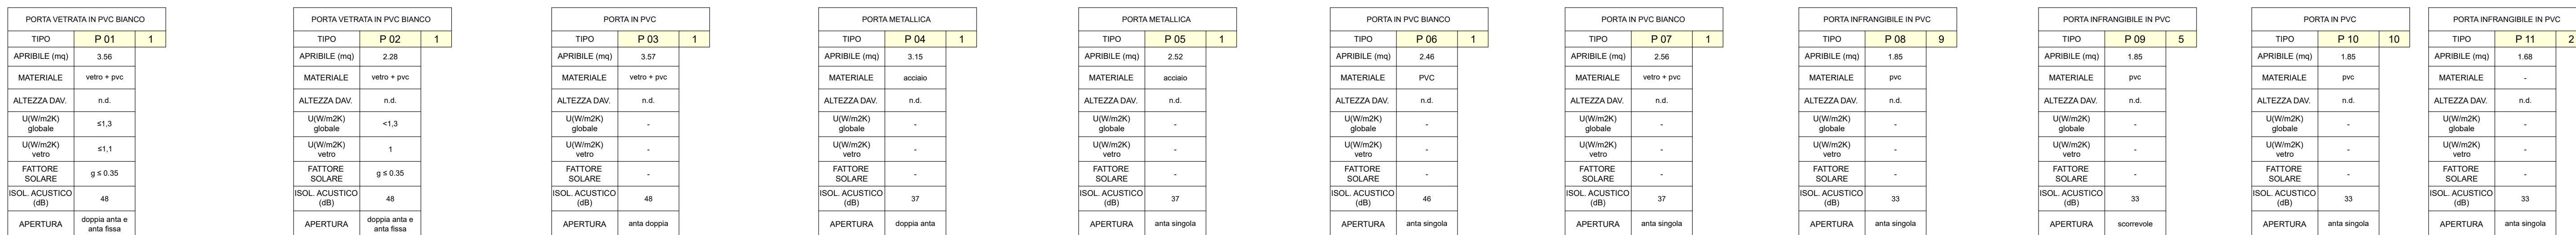 PORTA VETRATA IN PVC BIANCO
TIPO P 01 1
APRIBILE (mq) 3.56
MATERIALE vetro + pvc
ALTEZZA DAV. n.d.
U(W/m2K)
globale
≤1,3
U(W/m2K)
vetro
≤1,1
FATTORE
SOLARE
g ≤ 0.35
ISOL. ACUSTICO
(dB)
48
APERTURA
doppia anta e
anta fissa
PORTA VETRATA IN PVC BIANCO
TIPO P 02 1
APRIBILE (mq) 2.28
MATERIALE vetro + pvc
ALTEZZA DAV. n.d.
U(W/m2K)
globale
<1,3
U(W/m2K)
vetro
1
FATTORE
SOLARE
g ≤ 0.35
ISOL. ACUSTICO
(dB)
48
APERTURA
doppia anta e
anta fissa
PORTA IN PVC
TIPO P 03 1
APRIBILE (mq) 3.57
MATERIALE vetro + pvc
ALTEZZA DAV. n.d.
U(W/m2K)
globale
-
U(W/m2K)
vetro
-
FATTORE
SOLARE
-
ISOL. ACUSTICO
(dB)
48
APERTURA anta doppia
PORTA METALLICA
TIPO P 04 1
APRIBILE (mq) 3.15
MATERIALE acciaio
ALTEZZA DAV. n.d.
U(W/m2K)
globale
-
U(W/m2K)
vetro
-
FATTORE
SOLARE
-
ISOL. ACUSTICO
(dB)
37
APERTURA doppia anta
PORTA METALLICA
TIPO P 05 1
APRIBILE (mq) 2.52
MATERIALE acciaio
ALTEZZA DAV. n.d.
U(W/m2K)
globale
-
U(W/m2K)
vetro
-
FATTORE
SOLARE
-
ISOL. ACUSTICO
(dB)
37
APERTURA anta singola
PORTA IN PVC BIANCO
TIPO P 06 1
APRIBILE (mq) 2.46
MATERIALE PVC
ALTEZZA DAV. n.d.
U(W/m2K)
globale
-
U(W/m2K)
vetro
-
FATTORE
SOLARE
-
ISOL. ACUSTICO
(dB)
46
APERTURA anta singola
PORTA IN PVC BIANCO
TIPO P 07 1
APRIBILE (mq) 2.56
MATERIALE vetro + pvc
ALTEZZA DAV. n.d.
U(W/m2K)
globale
-
U(W/m2K)
vetro
-
FATTORE
SOLARE
-
ISOL. ACUSTICO
(dB)
37
APERTURA anta singola
PORTA INFRANGIBILE IN PVC
TIPO P 08 9
APRIBILE (mq) 1.85
MATERIALE pvc
ALTEZZA DAV. n.d.
U(W/m2K)
globale
-
U(W/m2K)
vetro
-
FATTORE
SOLARE
-
ISOL. ACUSTICO
(dB)
33
APERTURA anta singola
PORTA INFRANGIBILE IN PVC
TIPO P 09 5
APRIBILE (mq) 1.85
MATERIALE pvc
ALTEZZA DAV. n.d.
U(W/m2K)
globale
-
U(W/m2K)
vetro
-
FATTORE
SOLARE
-
ISOL. ACUSTICO
(dB)
33
APERTURA scorrevole
PORTA IN PVC
TIPO P 10 10
APRIBILE (mq) 1.85
MATERIALE pvc
ALTEZZA DAV. n.d.
U(W/m2K)
globale
-
U(W/m2K)
vetro
-
FATTORE
SOLARE
-
ISOL. ACUSTICO
(dB)
33
APERTURA anta singola
PORTA INFRANGIBILE IN PVC
TIPO P 11 2
APRIBILE (mq) 1.68
MATERIALE -
ALTEZZA DAV. n.d.
U(W/m2K)
globale
-
U(W/m2K)
vetro
-
FATTORE
SOLARE
-
ISOL. ACUSTICO
(dB)
33
APERTURA anta singola